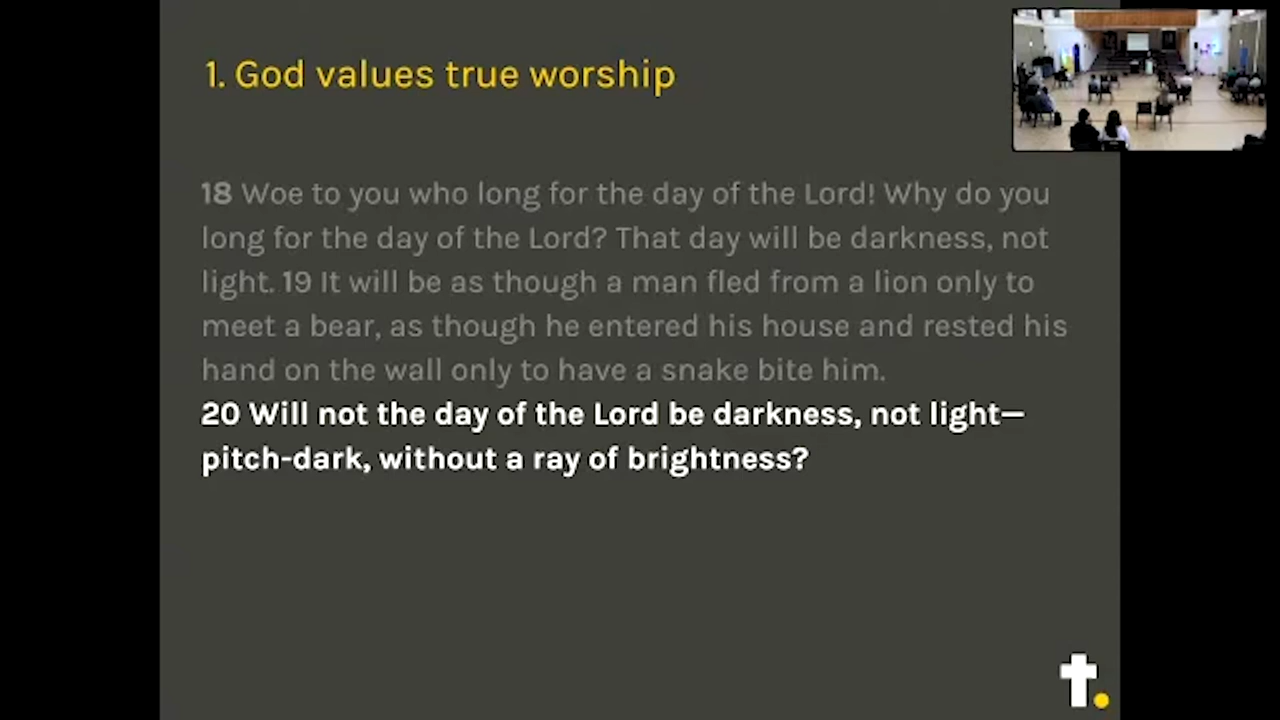 1. God values true worship
18 Woe to you who long for the day of the Lord! Why do you
long for the day of the Lord? That day will be darkness, not
light. 19 It will be as though a man fled from a lion only to
meet a bear, as though he entered his house and rested his
hand on the wall only to have a snake bite him.
20 Will not the day of the Lord be darkness, not light—
pitch-dark, without a ray of brightness?